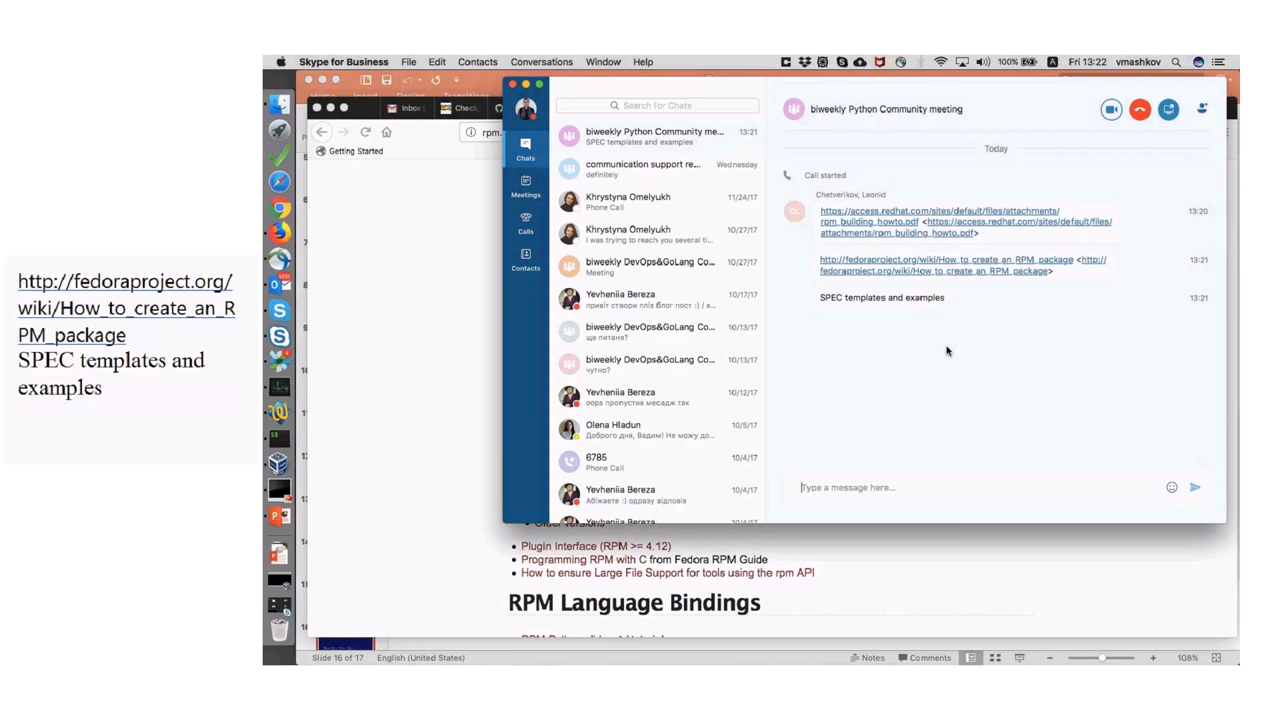 http://fedoraproject.org/
wiki/How_to_create_an_R
PM_package
SPEC templates and
examples
Skype for Business File Edit Contacts Conversations Window Help
100% Fri 13:22 vmashkov
Inbox
Check
rpm.
Getting Started
Search for Chats
Chats
Meetings
Calls
Contacts
biweekly Python Community me... 13:21
SPEC templates and examples
communication support re... Wednesday
definitely
Khrystyna Omelyukh 11/24/17
Phone Call
Khrystyna Omelyukh 10/27/17
I was trying to reach you several ti...
biweekly DevOps&GoLang Co... 10/27/17
Meeting
Yevheniia Bereza 10/17/17
привіт створи пліз блог пост :) / в...
biweekly DevOps&GoLang Co... 10/13/17
ще питаня?
biweekly DevOps&GoLang Co... 10/13/17
чутно?
Yevheniia Bereza 10/12/17
оорs пропустив месадж так
Olena Hladun 10/5/17
Доброго дня, Вадим! Не можу до...
6785 10/4/17
Phone Call
Yevheniia Bereza 10/4/17
Абіжаєте :) одразу відповів
Yevheniia Bereza
biweekly Python Community meeting
Today
Call started
Chetverikov, Leonid
CL
https://access.redhat.com/sites/default/files/attachments/ 13:20
rpm_building_howto.pdf <https://access.redhat.com/sites/default/files/
attachments/rpm_building_howto.pdf>
http://fedoraproject.org/wiki/How_to_create_an_RPM_package <http:// 13:21
fedoraproject.org/wiki/How_to_create_an_RPM_package>
SPEC templates and examples 13:21
Type a message here...
Older versions
Plugin Interface (RPM >= 4.12)
Programming RPM with C from Fedora RPM Guide
How to ensure Large File Support for tools using the rpm API
RPM Language Bindings
Slide 16 of 17 English (United States) Notes Comments 108%